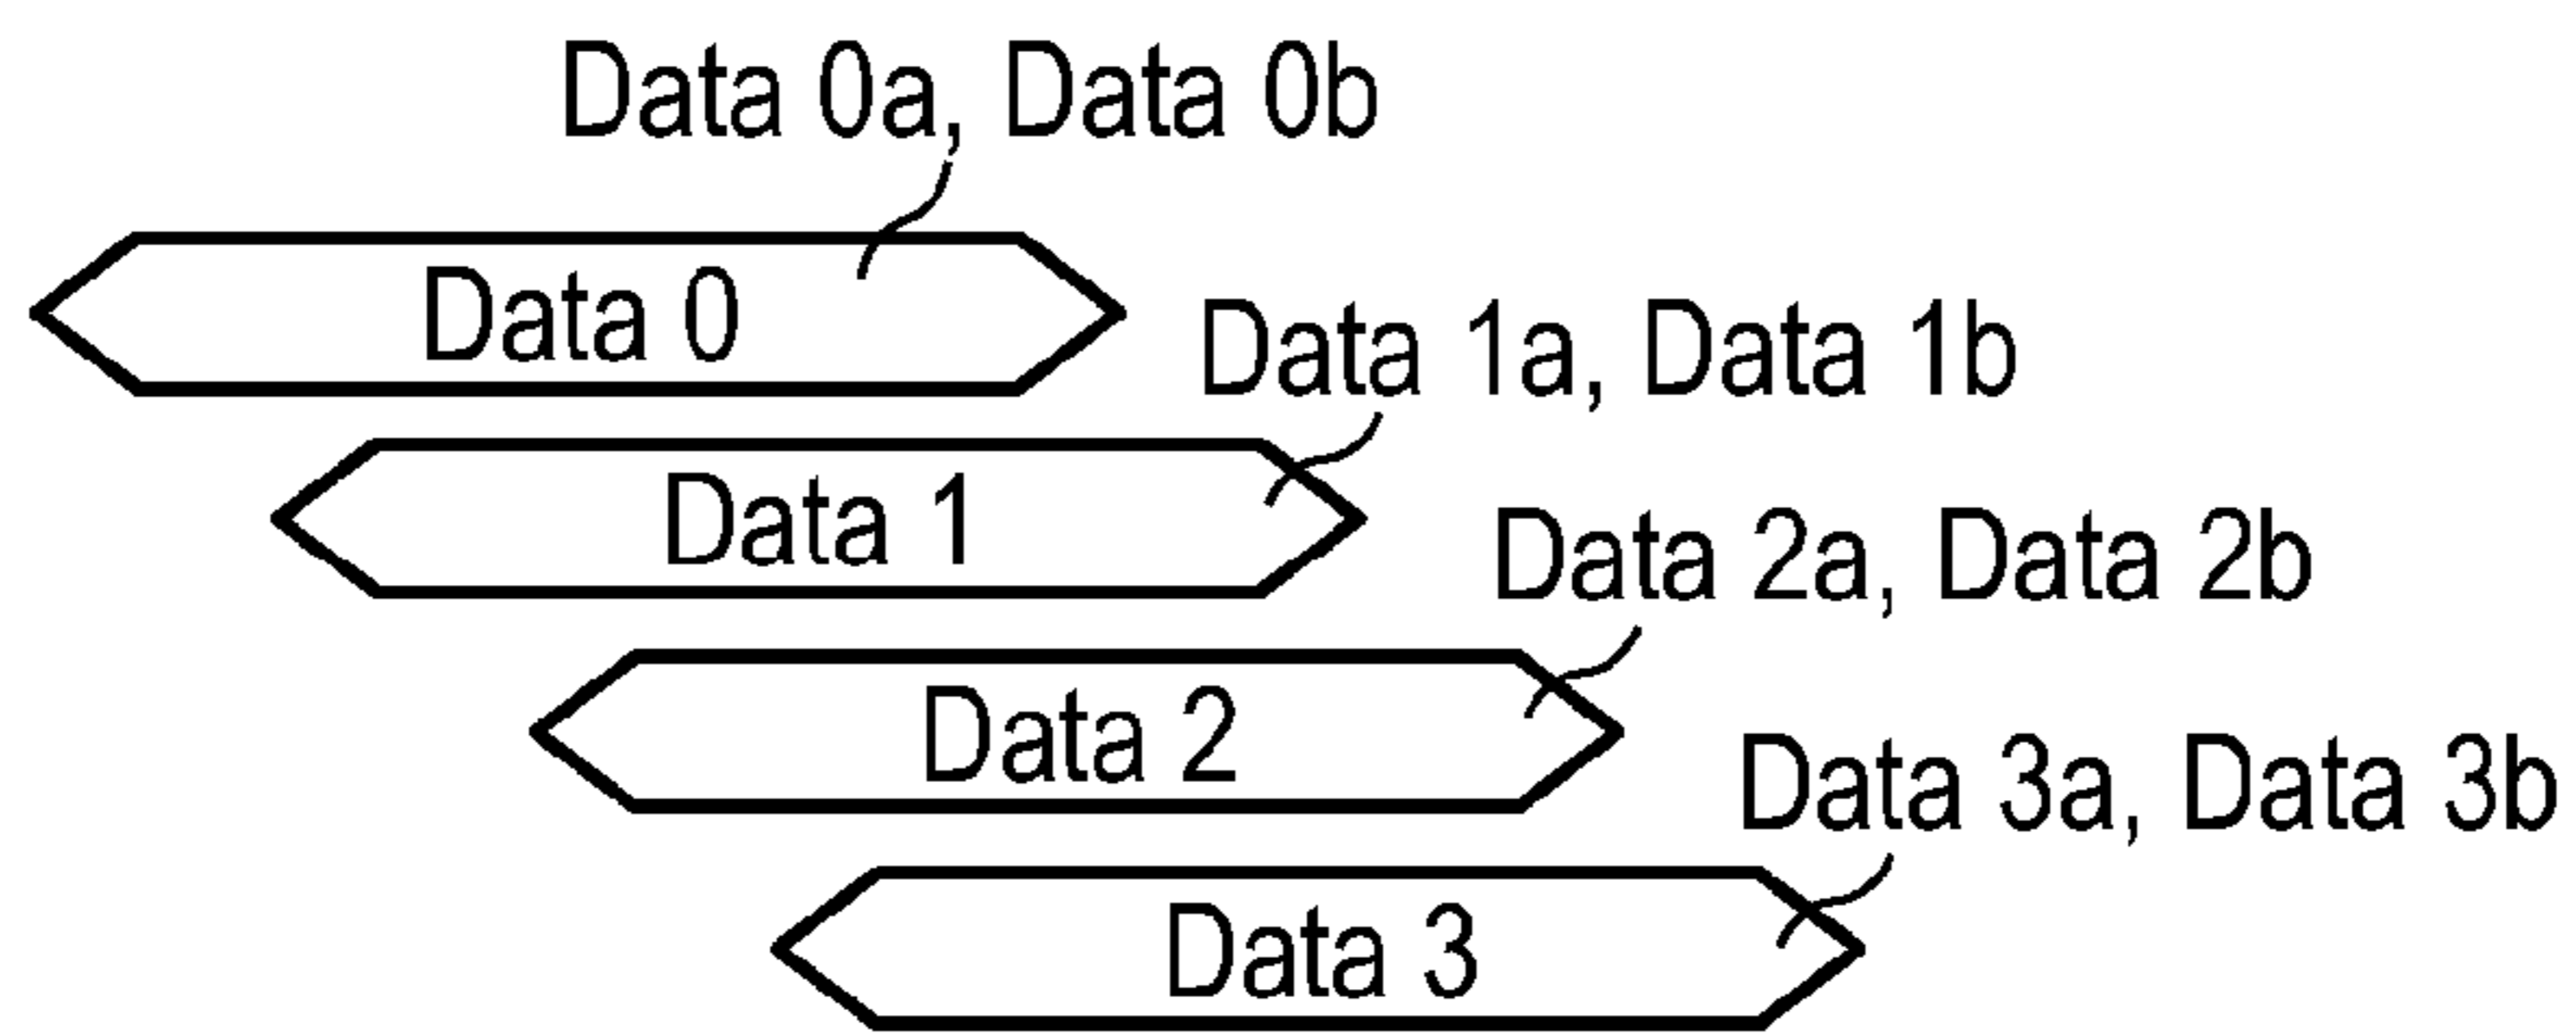 Data 0a, Data 0b
Data 0
Data 1a, Data 1b
Data 1
Data 2a, Data 2b
Data 2
Data 3a, Data 3b
Data 3